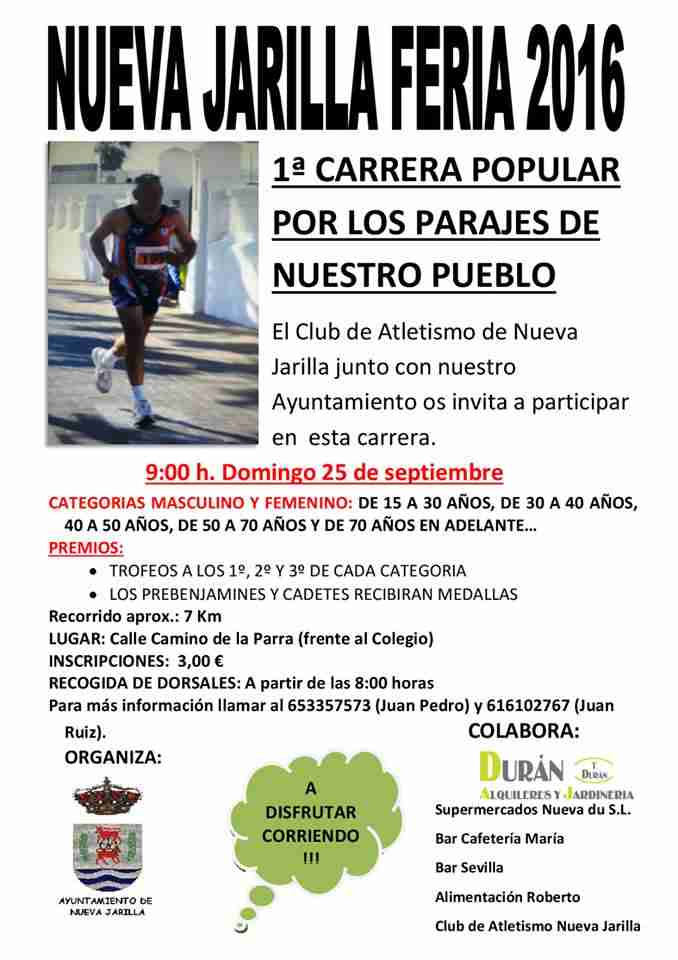 NUEVA JARILLA FERIA 2016
1ª CARRERA POPULAR
POR LOS PARAJES DE
NUESTRO PUEBLO
El Club de Atletismo de Nueva
Jarilla junto con nuestro
Ayuntamiento os invita a participar
en esta carrera.
9:00 h. Domingo 25 de septiembre
CATEGORIAS MASCULINO Y FEMENINO: DE 15 A 30 AÑOS, DE 30 A 40 AÑOS,
40 A 50 AÑOS, DE 50 A 70 AÑOS Y DE 70 AÑOS EN ADELANTE…
PREMIOS:
• TROFEOS A LOS 1º, 2º Y 3º DE CADA CATEGORIA
• LOS PREBENJAMINES Y CADETES RECIBIRAN MEDALLAS
Recorrido aprox.: 7 Km
LUGAR: Calle Camino de la Parra (frente al Colegio)
INSCRIPCIONES: 3,00 €
RECOGIDA DE DORSALES: A partir de las 8:00 horas
Para más información llamar al 653357573 (Juan Pedro) y 616102767 (Juan
Ruiz).
ORGANIZA:
AYUNTAMIENTO DE
NUEVA JARILLA
A
DISFRUTAR
CORRIENDO
!!!
COLABORA:
DURÁN
T.
DURÁN
ALQUILERES Y JARDINERIA
Supermercados Nueva du S.L.
Bar Cafetería María
Bar Sevilla
Alimentación Roberto
Club de Atletismo Nueva Jarilla